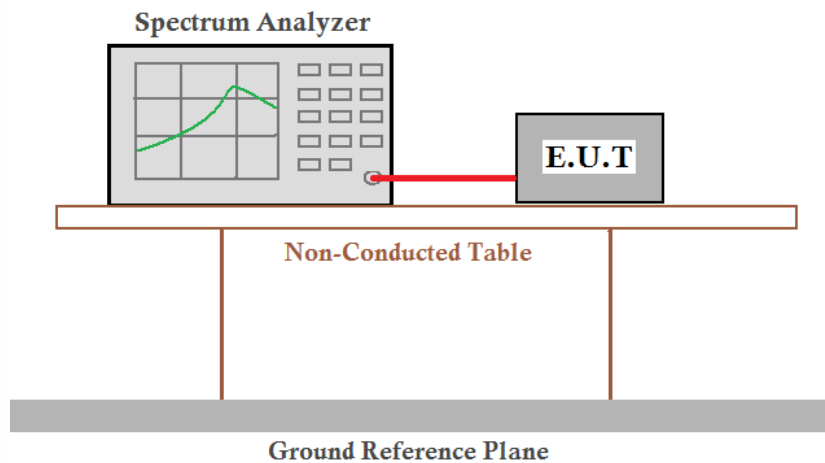 Spectrum Analyzer
E.U.T
Non-Conducted Table
Ground Reference Plane